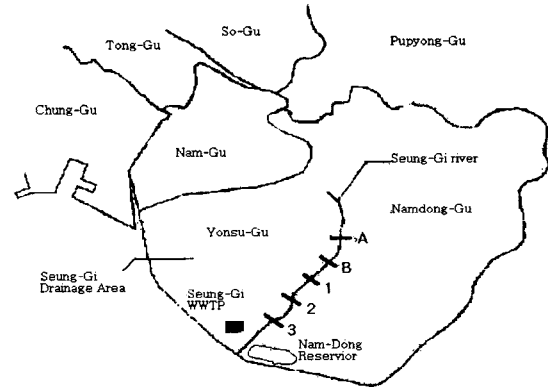 So-Gu
Tong-Gu
Pupyong-Gu
Chung-Gu
Nam-Gu
Seung-Gi river
Namdong-Gu
Yonsu-Gu
A
B
Seung-Gi
Drainage Area
1
Seung-Gi
WWTP
2
3
Nam-Dong
Reservior